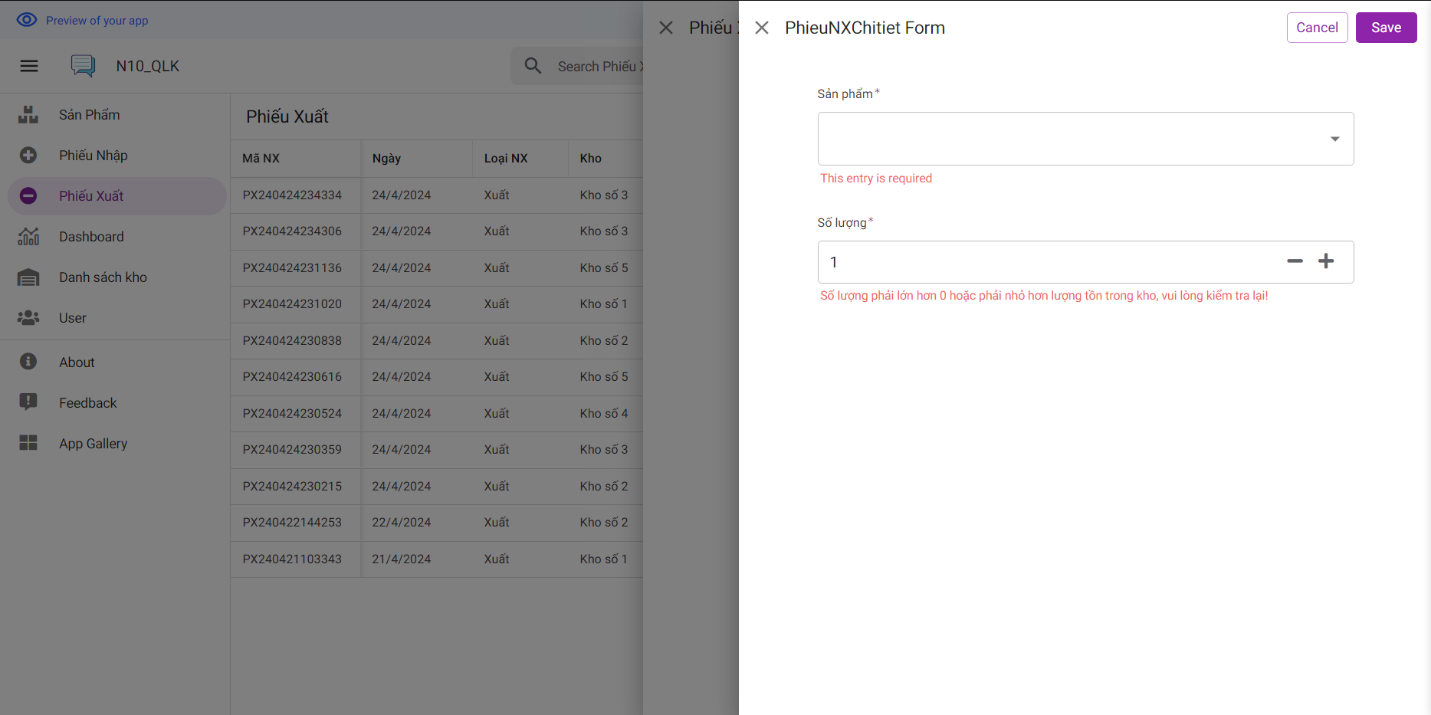 Preview of your app
N10_QLK
Search Phiếu
Sản Phẩm
Phiếu Nhập
Phiếu Xuất
Dashboard
Danh sách kho
User
About
Feedback
App Gallery
Phiếu Xuất
Mã NX Ngày Loại NX Kho
PX240424234334 24/4/2024 Xuất Kho số 3
PX240424234306 24/4/2024 Xuất Kho số 3
PX240424231136 24/4/2024 Xuất Kho số 5
PX240424231020 24/4/2024 Xuất Kho số 1
PX240424230838 24/4/2024 Xuất Kho số 2
PX240424230616 24/4/2024 Xuất Kho số 5
PX240424230524 24/4/2024 Xuất Kho số 4
PX240424230359 24/4/2024 Xuất Kho số 3
PX240424230215 24/4/2024 Xuất Kho số 2
PX240422144253 22/4/2024 Xuất Kho số 2
PX240421103343 21/4/2024 Xuất Kho số 1
Phiếu
PhieuNXChitiet Form
Cancel Save
Sản phẩm*
This entry is required
Số lượng*
1
Số lượng phải lớn hơn 0 hoặc phải nhỏ hơn lượng tồn trong kho, vui lòng kiểm tra lại!